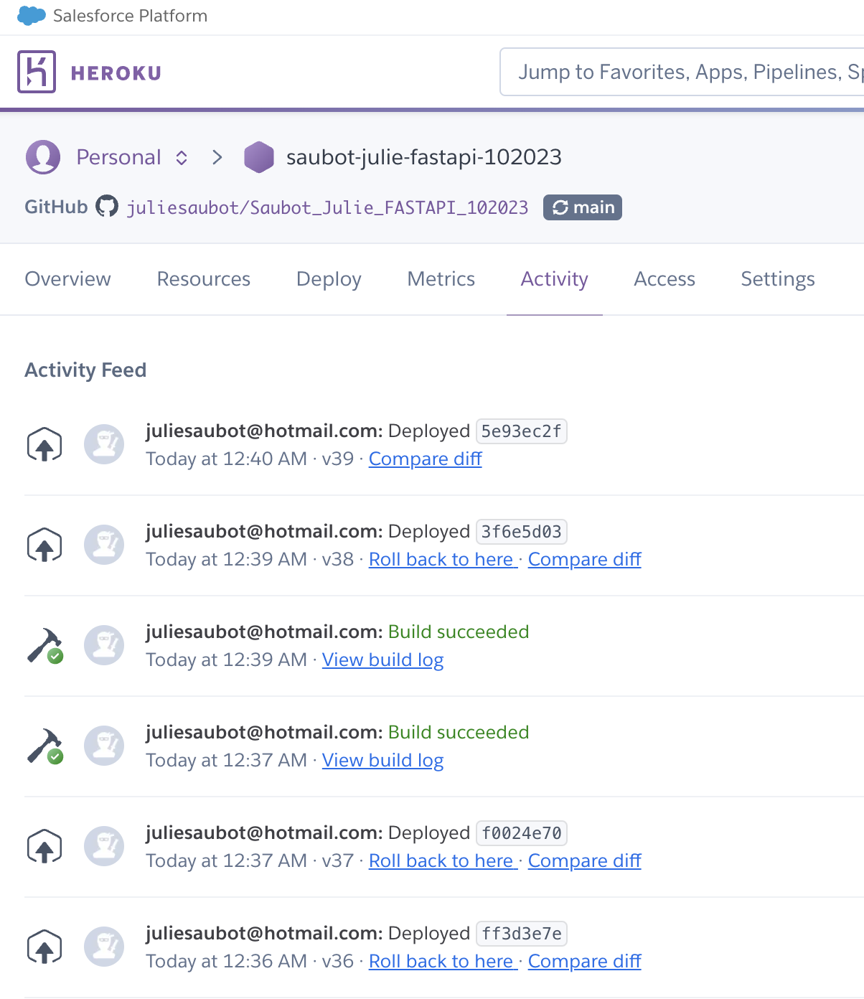 Salesforce Platform
HEROKU
Jump to Favorites, Apps, Pipelines,
Personal saubot-julie-fastapi-102023
GitHub juliesaubot/Saubot_Julie_FASTAPI_102023 main
Overview Resources Deploy Metrics Activity Access Settings
Activity Feed
juliesaubot@hotmail.com: Deployed 5e93ec2f
Today at 12:40 AM · v39 · Compare diff
juliesaubot@hotmail.com: Deployed 3f6e5d03
Today at 12:39 AM · v38 · Roll back to here · Compare diff
juliesaubot@hotmail.com: Build succeeded
Today at 12:39 AM · View build log
juliesaubot@hotmail.com: Build succeeded
Today at 12:37 AM · View build log
juliesaubot@hotmail.com: Deployed f0024e70
Today at 12:37 AM · v37 · Roll back to here · Compare diff
juliesaubot@hotmail.com: Deployed ff3d3e7e
Today at 12:36 AM · v36 · Roll back to here · Compare diff